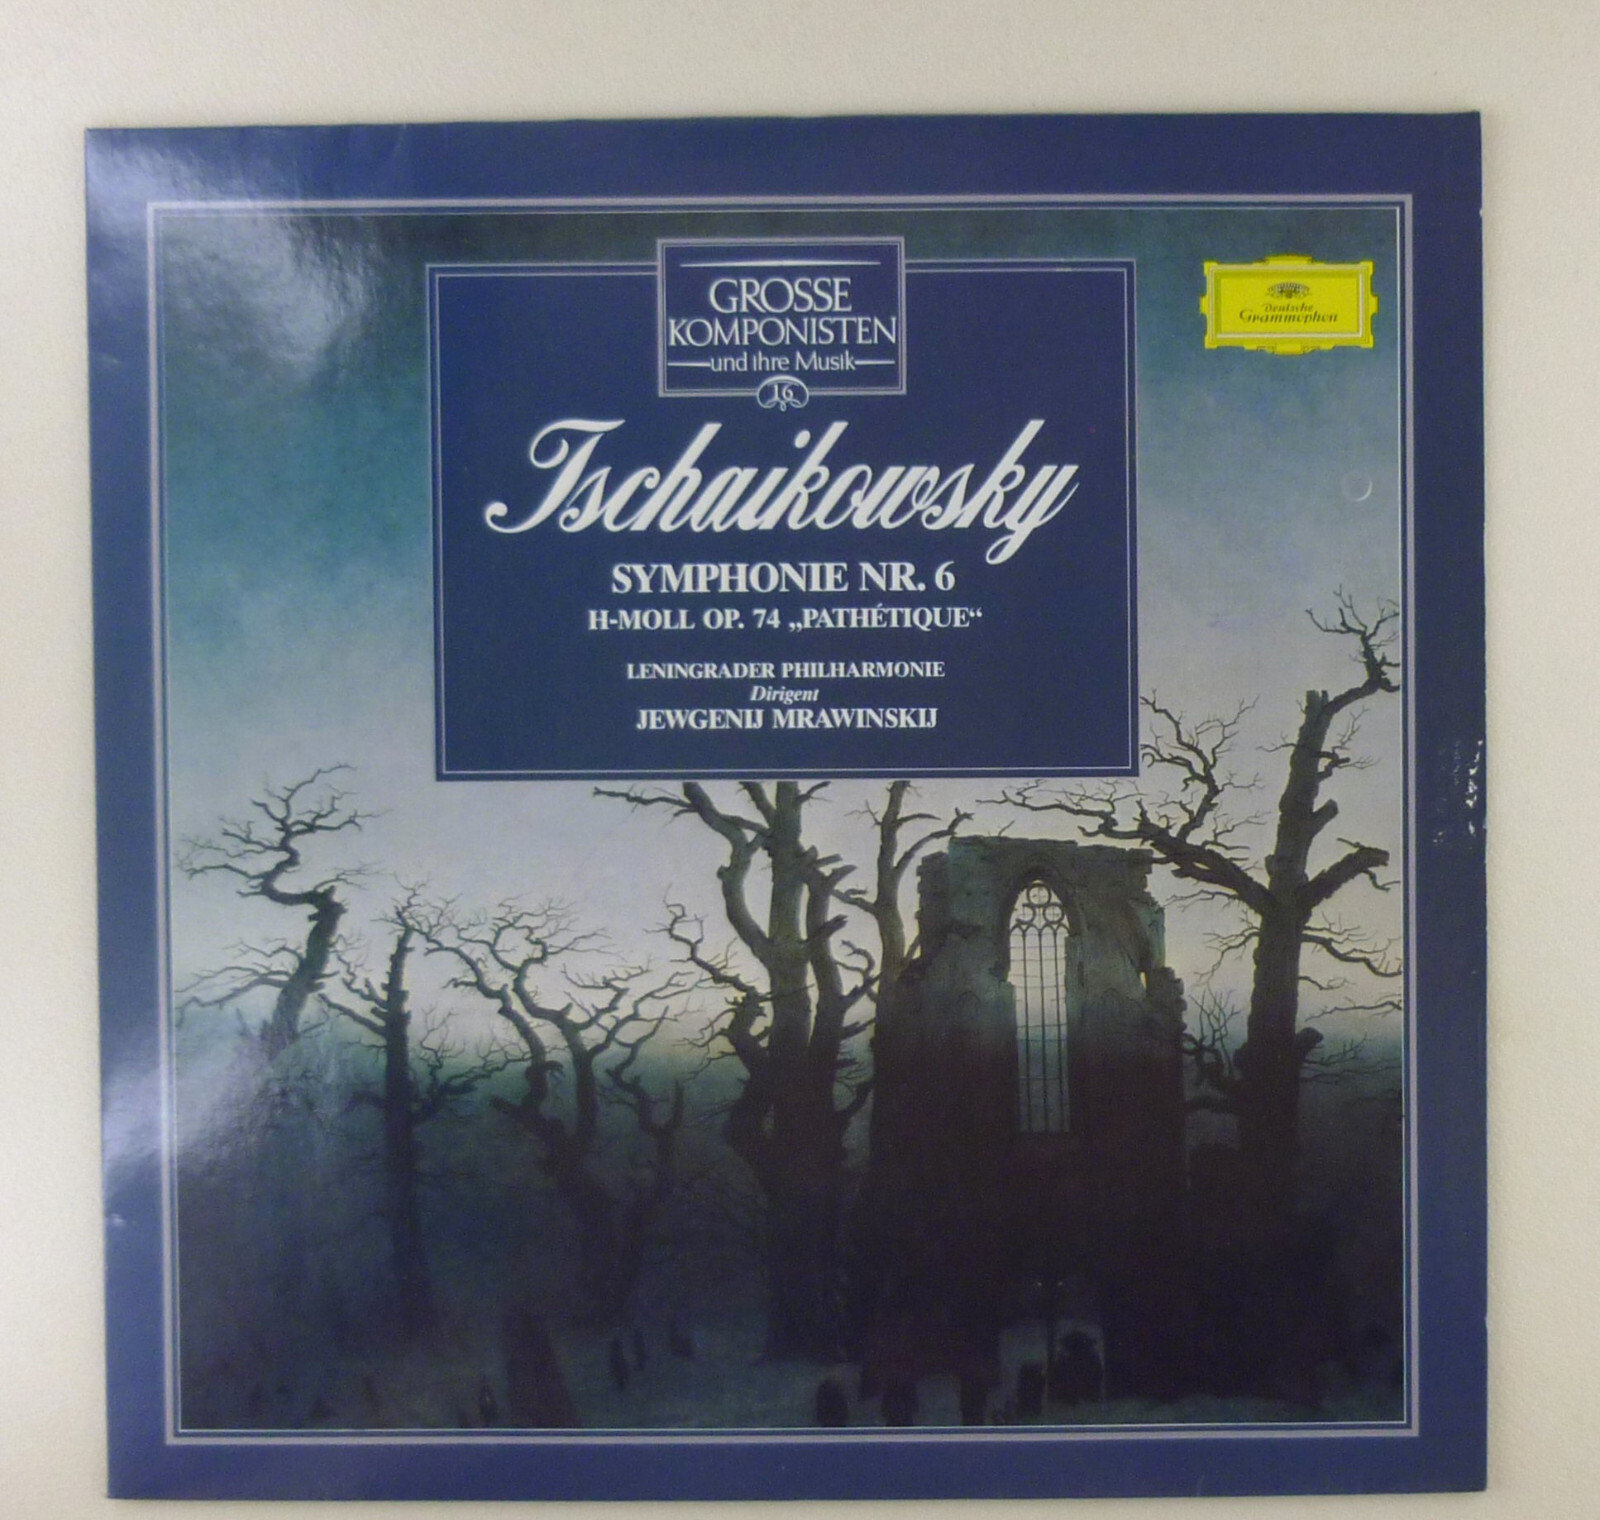 GROSSE
KOMPONISTEN
und ihre Musik
16
Deutsche
Grammophon
Tschaikowsky
SYMPHONIE NR. 6
H-MOLL OP. 74 „PATHÉTIQUE“
LENINGRADER PHILHARMONIE
Dirigent
JEWGENIJ MRAWINSKIJ